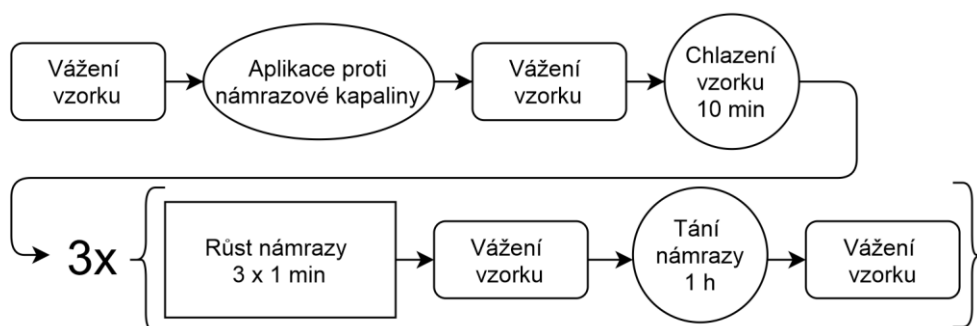 Vážení
vzorku
Aplikace proti
námrazové kapaliny
Vážení
vzorku
Chlazení
vzorku
10 min
3x
Růst námrazy
3 x 1 min
Vážení
vzorku
Tání
námrazy
1 h
Vážení
vzorku